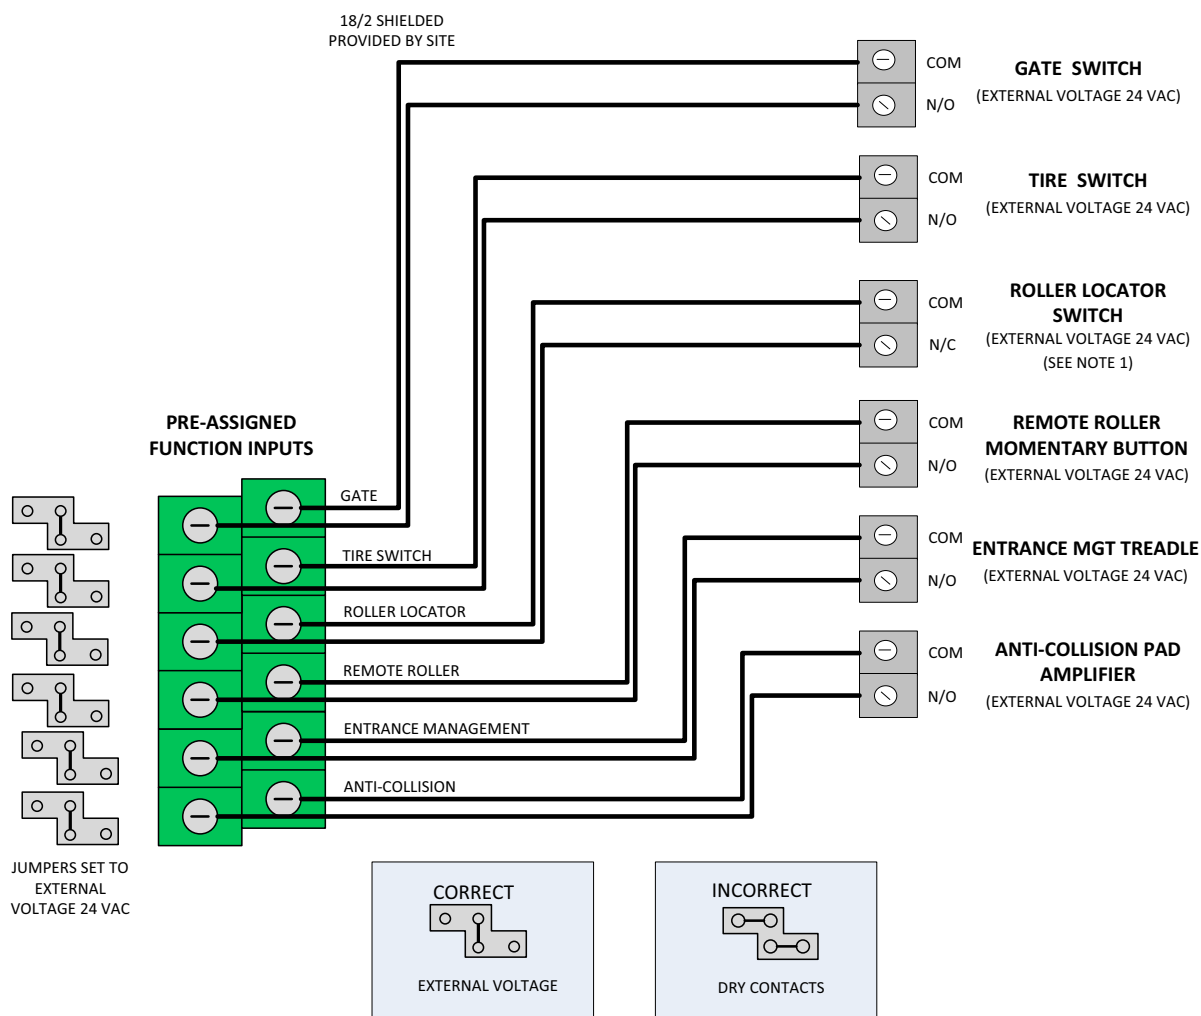 18/2 SHIELDED
PROVIDED BY SITE
COM
N/O
GATE SWITCH
(EXTERNAL VOLTAGE 24 VAC)
COM
N/O
TIRE SWITCH
(EXTERNAL VOLTAGE 24 VAC)
COM
N/C
ROLLER LOCATOR
SWITCH
(EXTERNAL VOLTAGE 24 VAC)
(SEE NOTE 1)
COM
N/O
REMOTE ROLLER
MOMENTARY BUTTON
(EXTERNAL VOLTAGE 24 VAC)
COM
N/O
ENTRANCE MGT TREADLE
(EXTERNAL VOLTAGE 24 VAC)
COM
N/O
ANTI-COLLISION PAD
AMPLIFIER
(EXTERNAL VOLTAGE 24 VAC)
PRE-ASSIGNED
FUNCTION INPUTS
GATE
TIRE SWITCH
ROLLER LOCATOR
REMOTE ROLLER
ENTRANCE MANAGEMENT
ANTI-COLLISION
JUMPERS SET TO
EXTERNAL
VOLTAGE 24 VAC
CORRECT
EXTERNAL VOLTAGE
INCORRECT
DRY CONTACTS